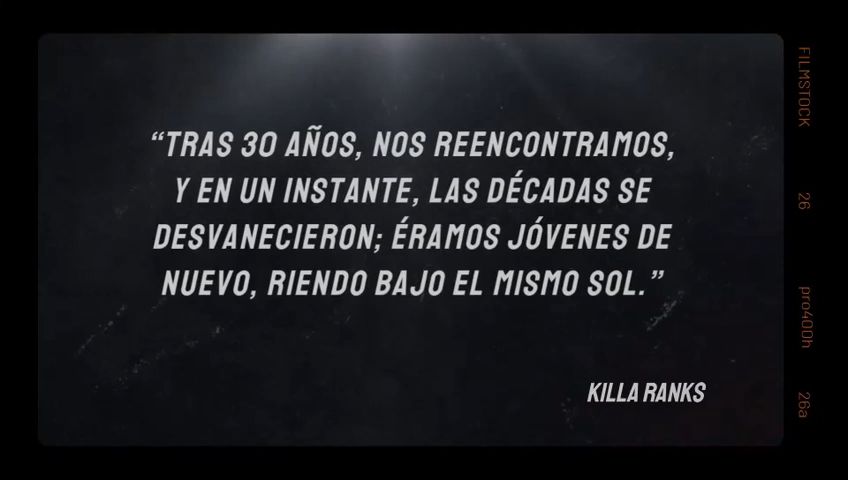 “TRAS 30 AÑOS, NOS REENCONTRAMOS,
Y EN UN INSTANTE, LAS DÉCADAS SE
DESVANECIERON; ÉRAMOS JÓVENES DE
NUEVO, RIENDO BAJO EL MISMO SOL.”
KILLA RANKS
FILMSTOCK
26
pro400h
26a